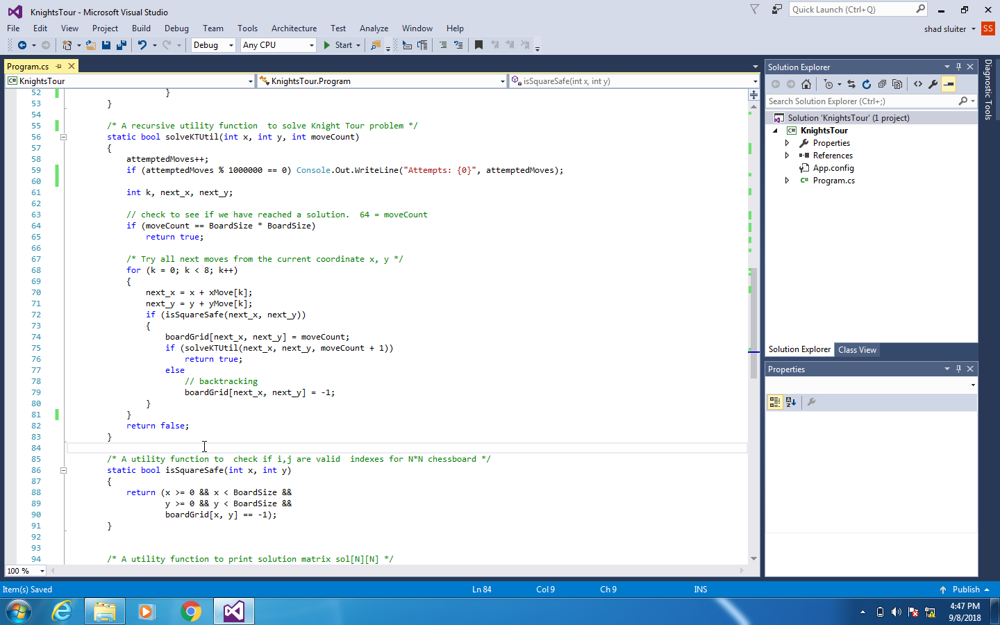 KnightsTour - Microsoft Visual Studio
Quick Launch (Ctrl+Q)
File Edit View Project Build Debug Team Tools Architecture Test Analyze Window Help
shad sluiter SS
Debug Any CPU Start
Program.cs
KnightsTour KnightsTour.Program isSquareSafe(int x, int y)
52 }
53 }
54
55 /* A recursive utility function  to solve Knight Tour problem */
56 static bool solveKTUtil(int x, int y, int moveCount)
57 {
58 attemptedMoves++;
59 if (attemptedMoves % 1000000 == 0) Console.Out.WriteLine("Attempts: {0}", attemptedMoves);
60
61 int k, next_x, next_y;
62
63 // check to see if we have reached a solution.  64 = moveCount
64 if (moveCount == BoardSize * BoardSize)
65 return true;
66
67 /* Try all next moves from the current coordinate x, y */
68 for (k = 0; k < 8; k++)
69 {
70 next_x = x + xMove[k];
71 next_y = y + yMove[k];
72 if (isSquareSafe(next_x, next_y))
73 {
74 boardGrid[next_x, next_y] = moveCount;
75 if (solveKTUtil(next_x, next_y, moveCount + 1))
76 return true;
77 else
78 // backtracking
79 boardGrid[next_x, next_y] = -1;
80 }
81 }
82 return false;
83 }
84
85 /* A utility function to  check if i,j are valid  indexes for N*N chessboard */
86 static bool isSquareSafe(int x, int y)
87 {
88 return (x >= 0 && x < BoardSize &&
89 y >= 0 && y < BoardSize &&
90 boardGrid[x, y] == -1);
91 }
92
93
94 /* A utility function to print solution matrix sol[N][N] */
100 %
Solution Explorer
Search Solution Explorer (Ctrl+;)
Solution 'KnightsTour' (1 project)
C# KnightsTour
Properties
References
App.config
C# Program.cs
Solution Explorer Class View
Properties
Diagnostic Tools
Item(s) Saved Ln 84 Col 9 Ch 9 INS Publish
4:47 PM
9/8/2018